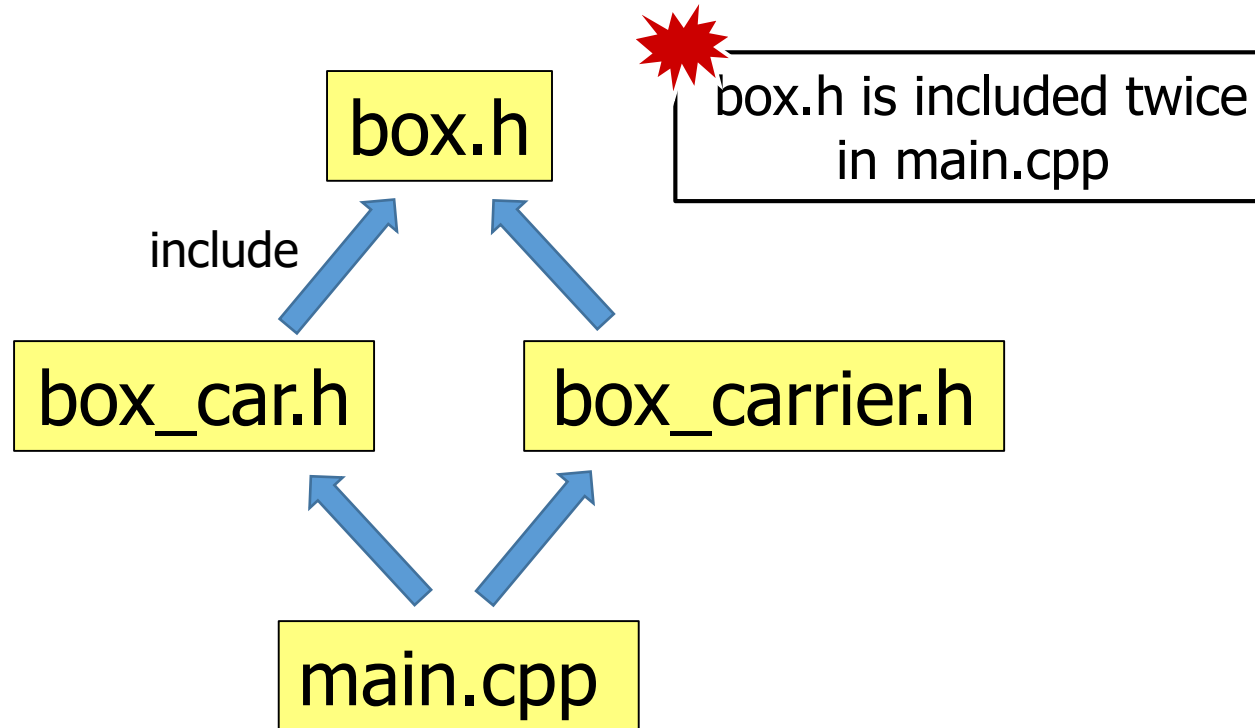 box.h
box.h is included twice
in main.cpp
include
box_car.h
box_carrier.h
main.cpp